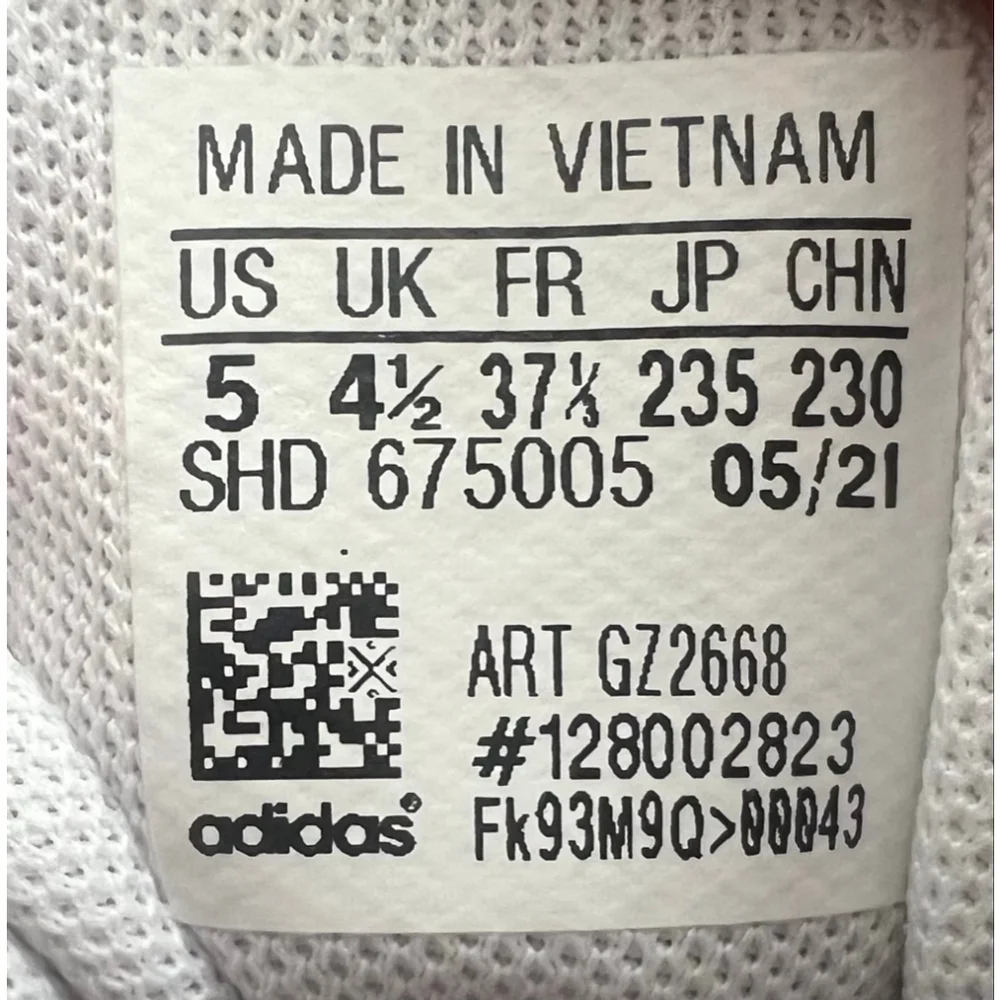 MADE IN VIETNAM
US UK FR JP CHN
5 4½ 37⅓ 235 230
SHD 675005 05/21
ART GZ2668
#128002823
adidas®
Fk93M9Q>00043